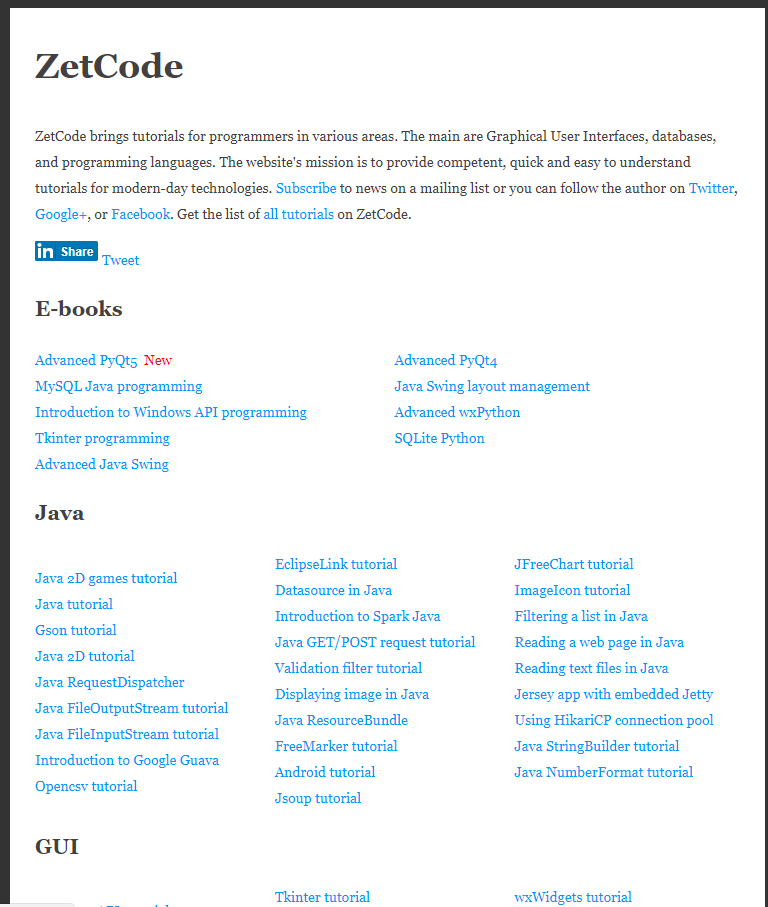 ZetCode
ZetCode brings tutorials for programmers in various areas. The main are Graphical User Interfaces, databases,
and programming languages. The website's mission is to provide competent, quick and easy to understand
tutorials for modern-day technologies. Subscribe to news on a mailing list or you can follow the author on Twitter,
Google+, or Facebook. Get the list of all tutorials on ZetCode.
in Share Tweet
E-books
Advanced PyQt5 New
MySQL Java programming
Introduction to Windows API programming
Tkinter programming
Advanced Java Swing
Advanced PyQt4
Java Swing layout management
Advanced wxPython
SQLite Python
Java
Java 2D games tutorial
Java tutorial
Gson tutorial
Java 2D tutorial
Java RequestDispatcher
Java FileOutputStream tutorial
Java FileInputStream tutorial
Introduction to Google Guava
Opencsv tutorial
EclipseLink tutorial
Datasource in Java
Introduction to Spark Java
Java GET/POST request tutorial
Validation filter tutorial
Displaying image in Java
Java ResourceBundle
FreeMarker tutorial
Android tutorial
Jsoup tutorial
JFreeChart tutorial
ImageIcon tutorial
Filtering a list in Java
Reading a web page in Java
Reading text files in Java
Jersey app with embedded Jetty
Using HikariCP connection pool
Java StringBuilder tutorial
Java NumberFormat tutorial
GUI
Tkinter tutorial
wxWidgets tutorial